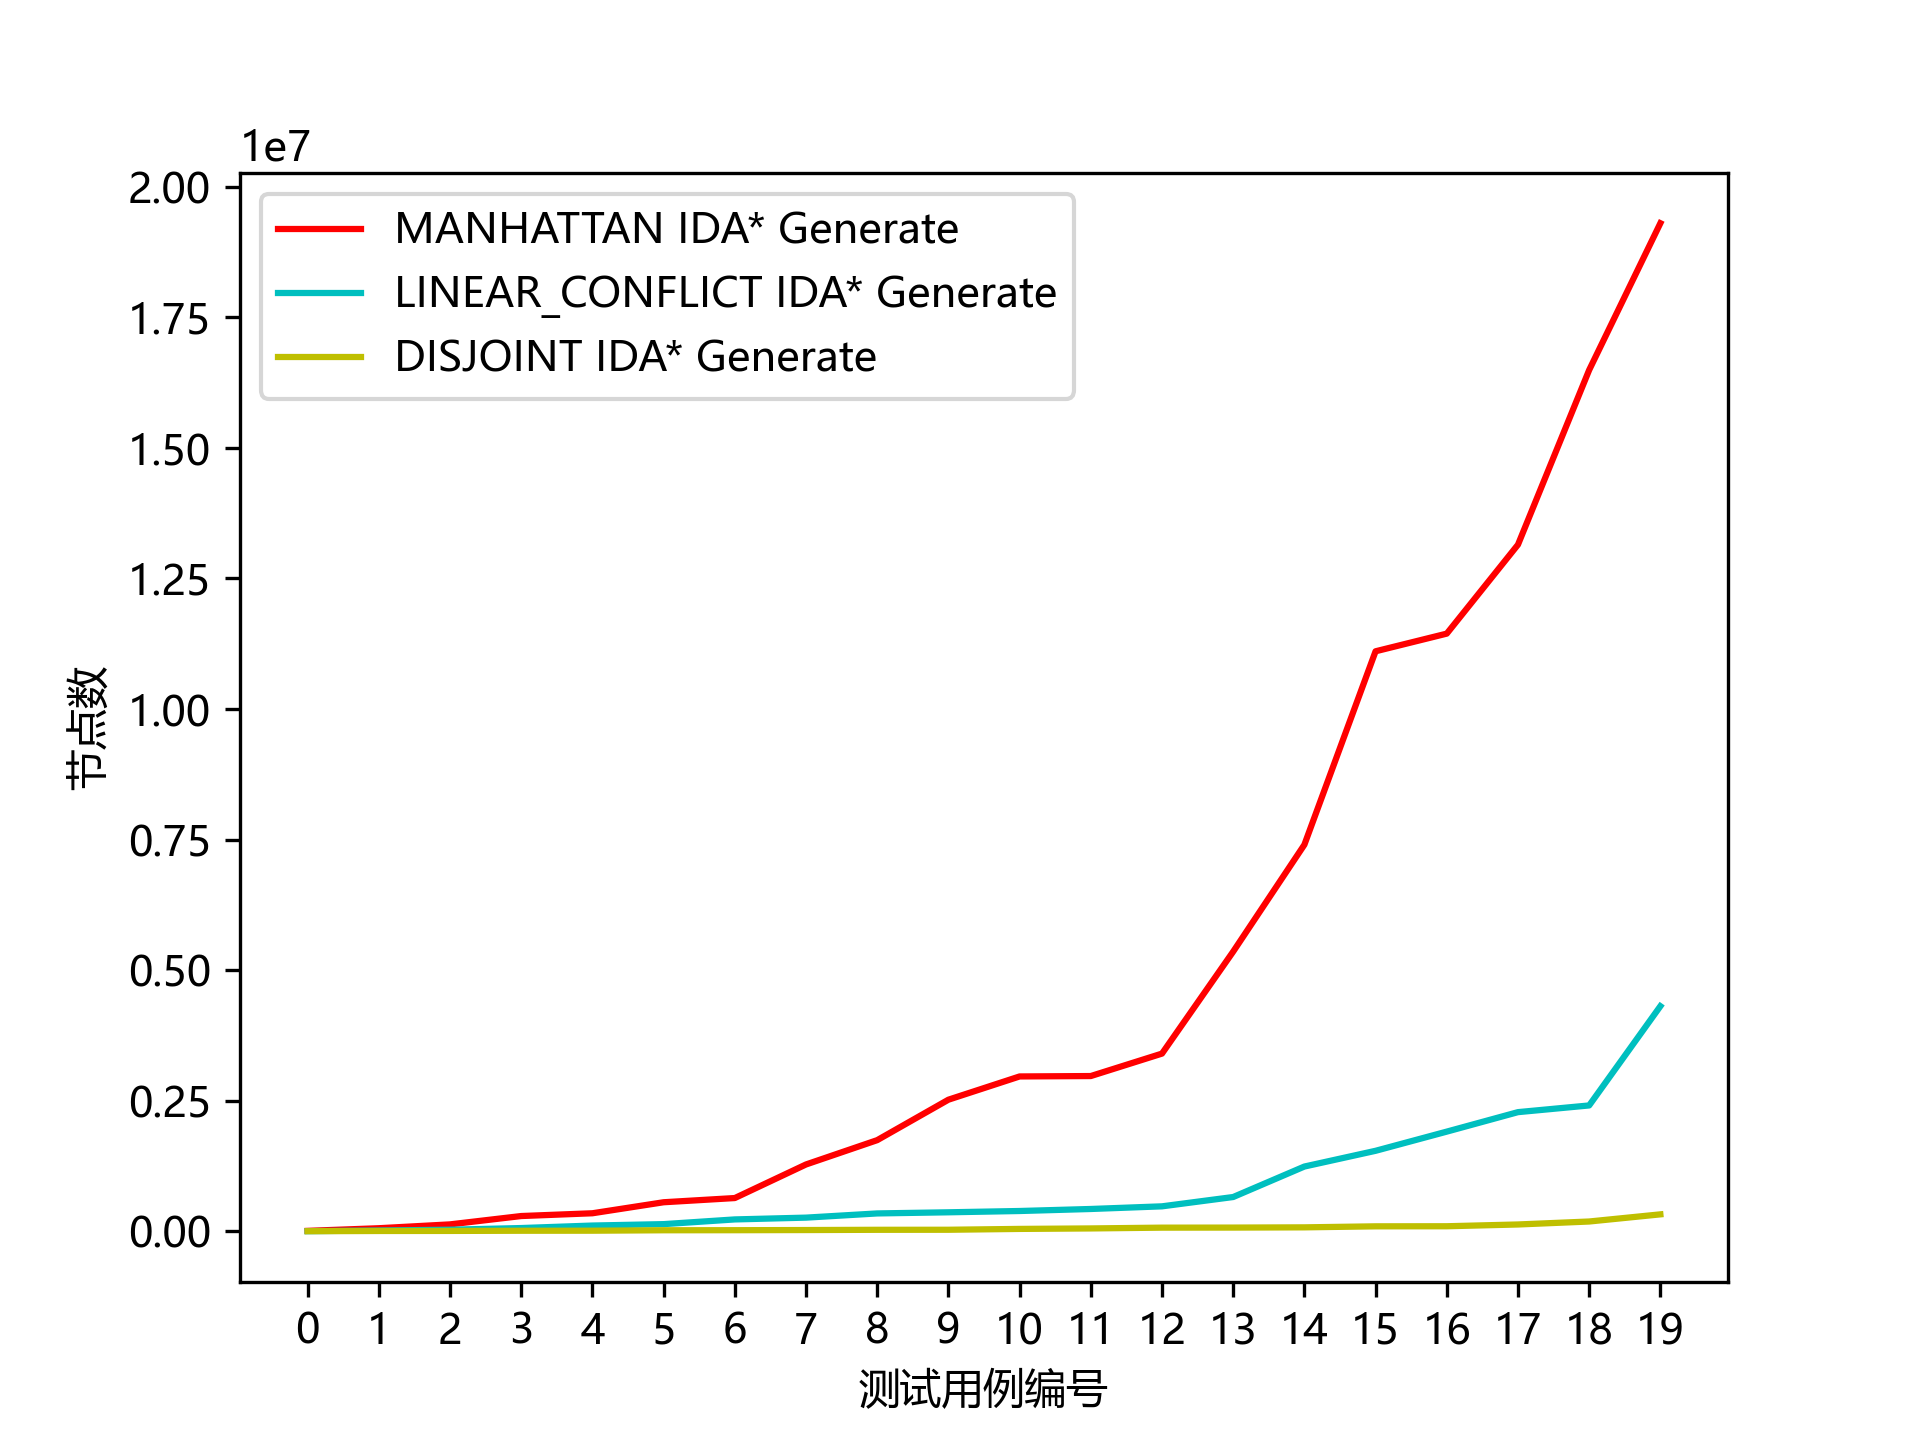 1e7
2.00
1.75
1.50
1.25
1.00
0.75
0.50
0.25
0.00
节点数
MANHATTAN IDA* Generate
LINEAR_CONFLICT IDA* Generate
DISJOINT IDA* Generate
0 1 2 3 4 5 6 7 8 9 10 11 12 13 14 15 16 17 18 19
测试用例编号